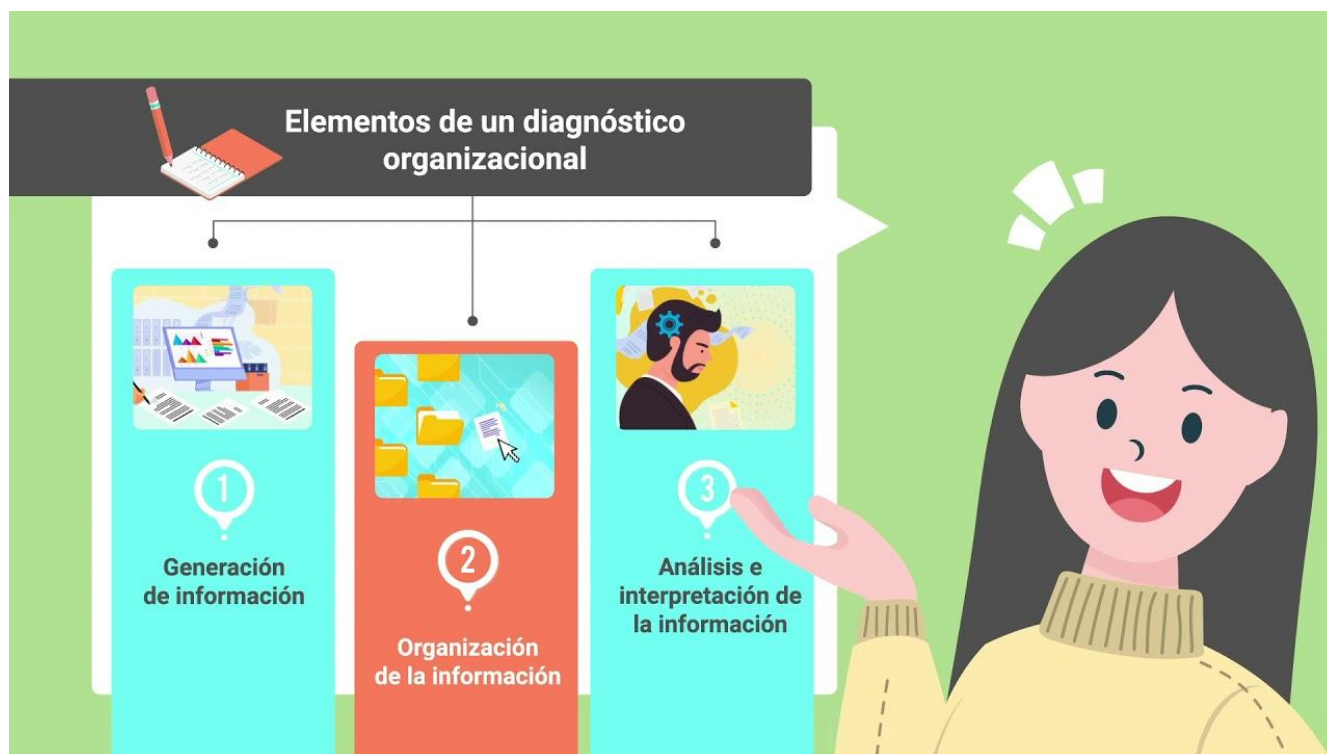 Elementos de un diagnóstico
organizacional
1
Generación
de información
2
Organización
de la información
3
Análisis e
interpretación de
la información